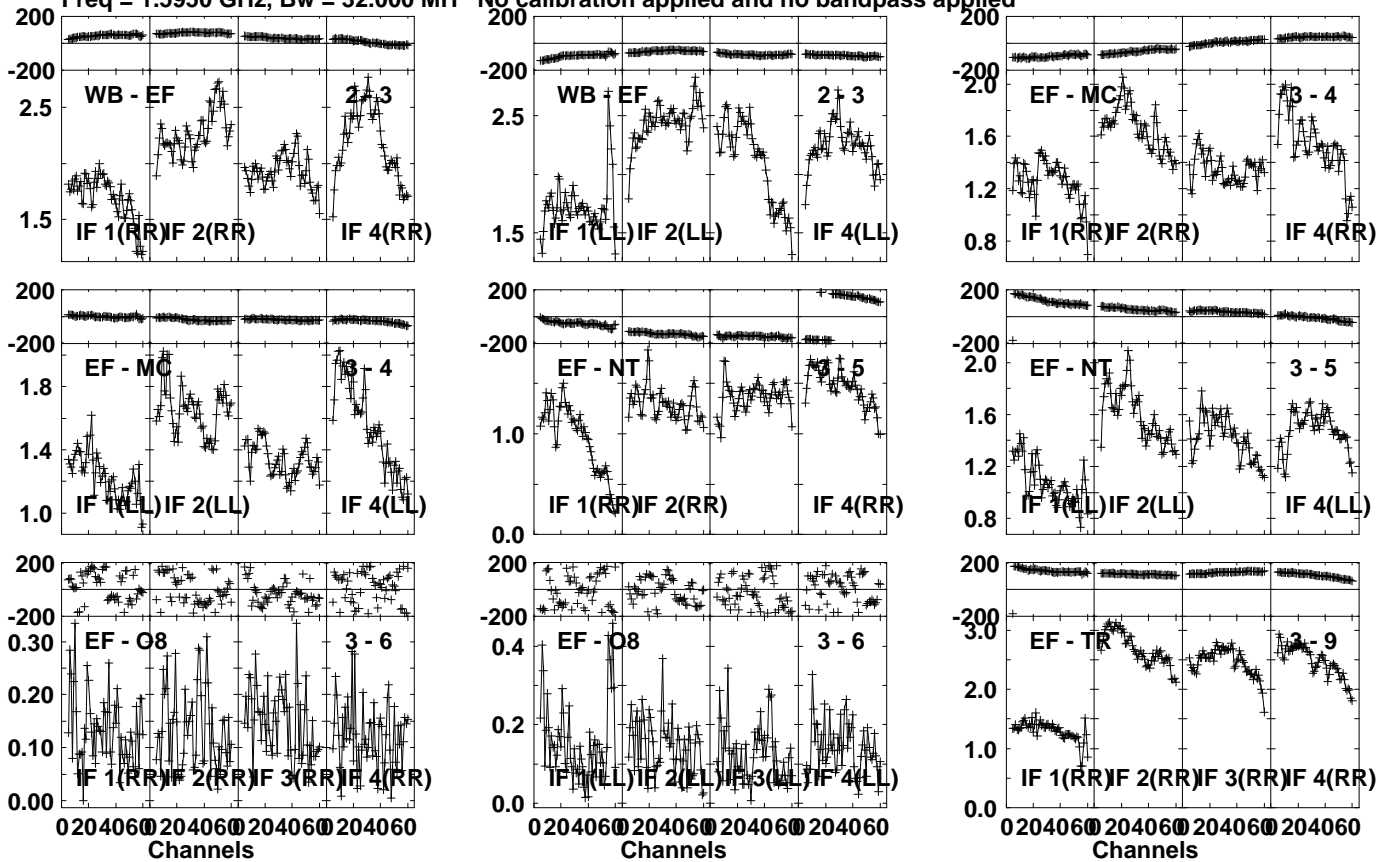 Freq = 1.5950 GHz, Bw = 32.000 MH No calibration applied and no bandpass applied
200
-200
WB - EF 2 - 3
2.5
1.5
IF 1(RR) IF 2(RR) IF 4(RR)
200
-200
WB - EF 2 - 3
2.5
1.5
IF 1(LL) IF 2(LL) IF 4(LL)
200
-200
EF - MC 3 - 4
2.0
1.6
1.2
0.8
IF 1(RR) IF 2(RR) IF 4(RR)
200
-200
EF - MC 3 - 4
1.8
1.4
1.0
IF 1(LL) IF 2(LL) IF 4(LL)
200
-200
EF - NT 3 - 5
1.0
0.0
IF 1(RR) IF 2(RR) IF 4(RR)
200
-200
EF - NT 3 - 5
2.0
1.6
1.2
0.8
IF 1(LL) IF 2(LL) IF 4(LL)
200
-200
EF - O8 3 - 6
0.30
0.20
0.10
0.00
IF 1(RR) IF 2(RR) IF 3(RR) IF 4(RR)
0 20 40 60 0 20 40 60 0 20 40 60 0 20 40 60
Channels
200
-200
EF - O8 3 - 6
0.4
0.2
0.0
IF 1(LL) IF 2(LL) IF 3(LL) IF 4(LL)
0 20 40 60 0 20 40 60 0 20 40 60 0 20 40 60
Channels
200
-200
EF - TR 3 - 9
3.0
2.0
1.0
0.0
IF 1(RR) IF 2(RR) IF 3(RR) IF 4(RR)
0 20 40 60 0 20 40 60 0 20 40 60 0 20 40 60
Channels